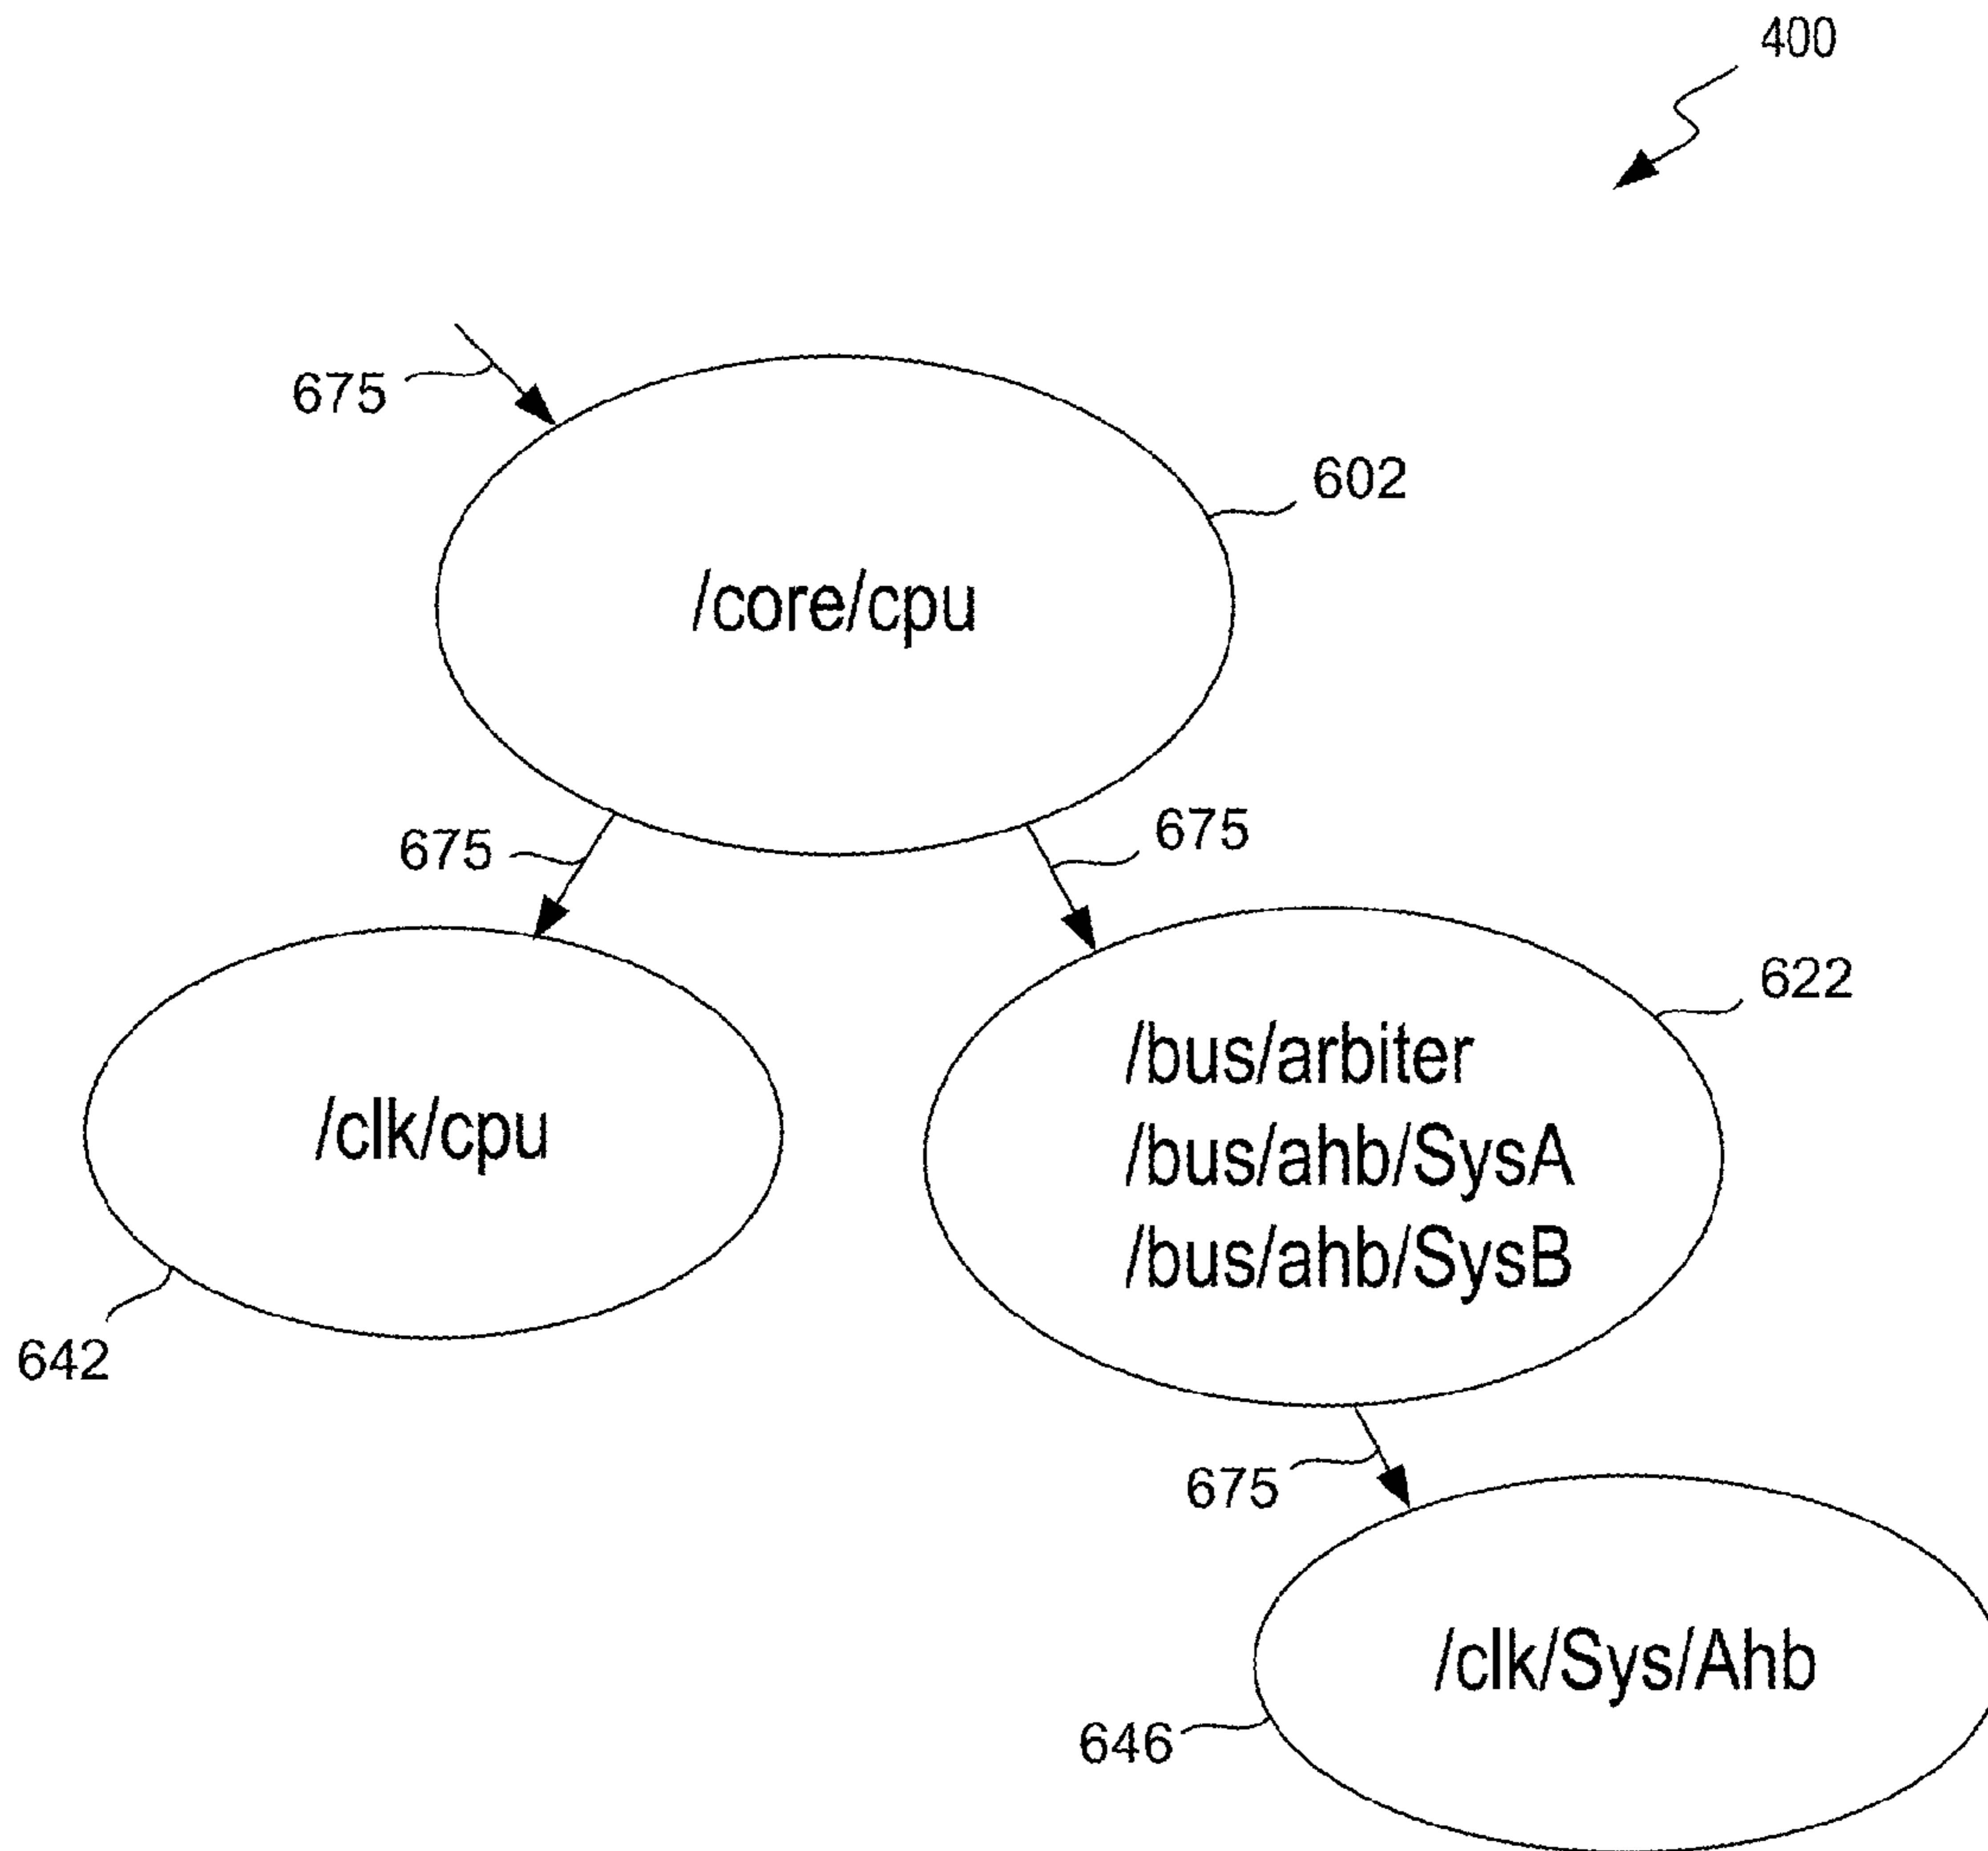 400
675
602
/core/cpu
675
675
622
/bus/arbiter
/bus/ahb/SysA
/bus/ahb/SysB
/clk/cpu
642
675
/clk/Sys/Ahb
646